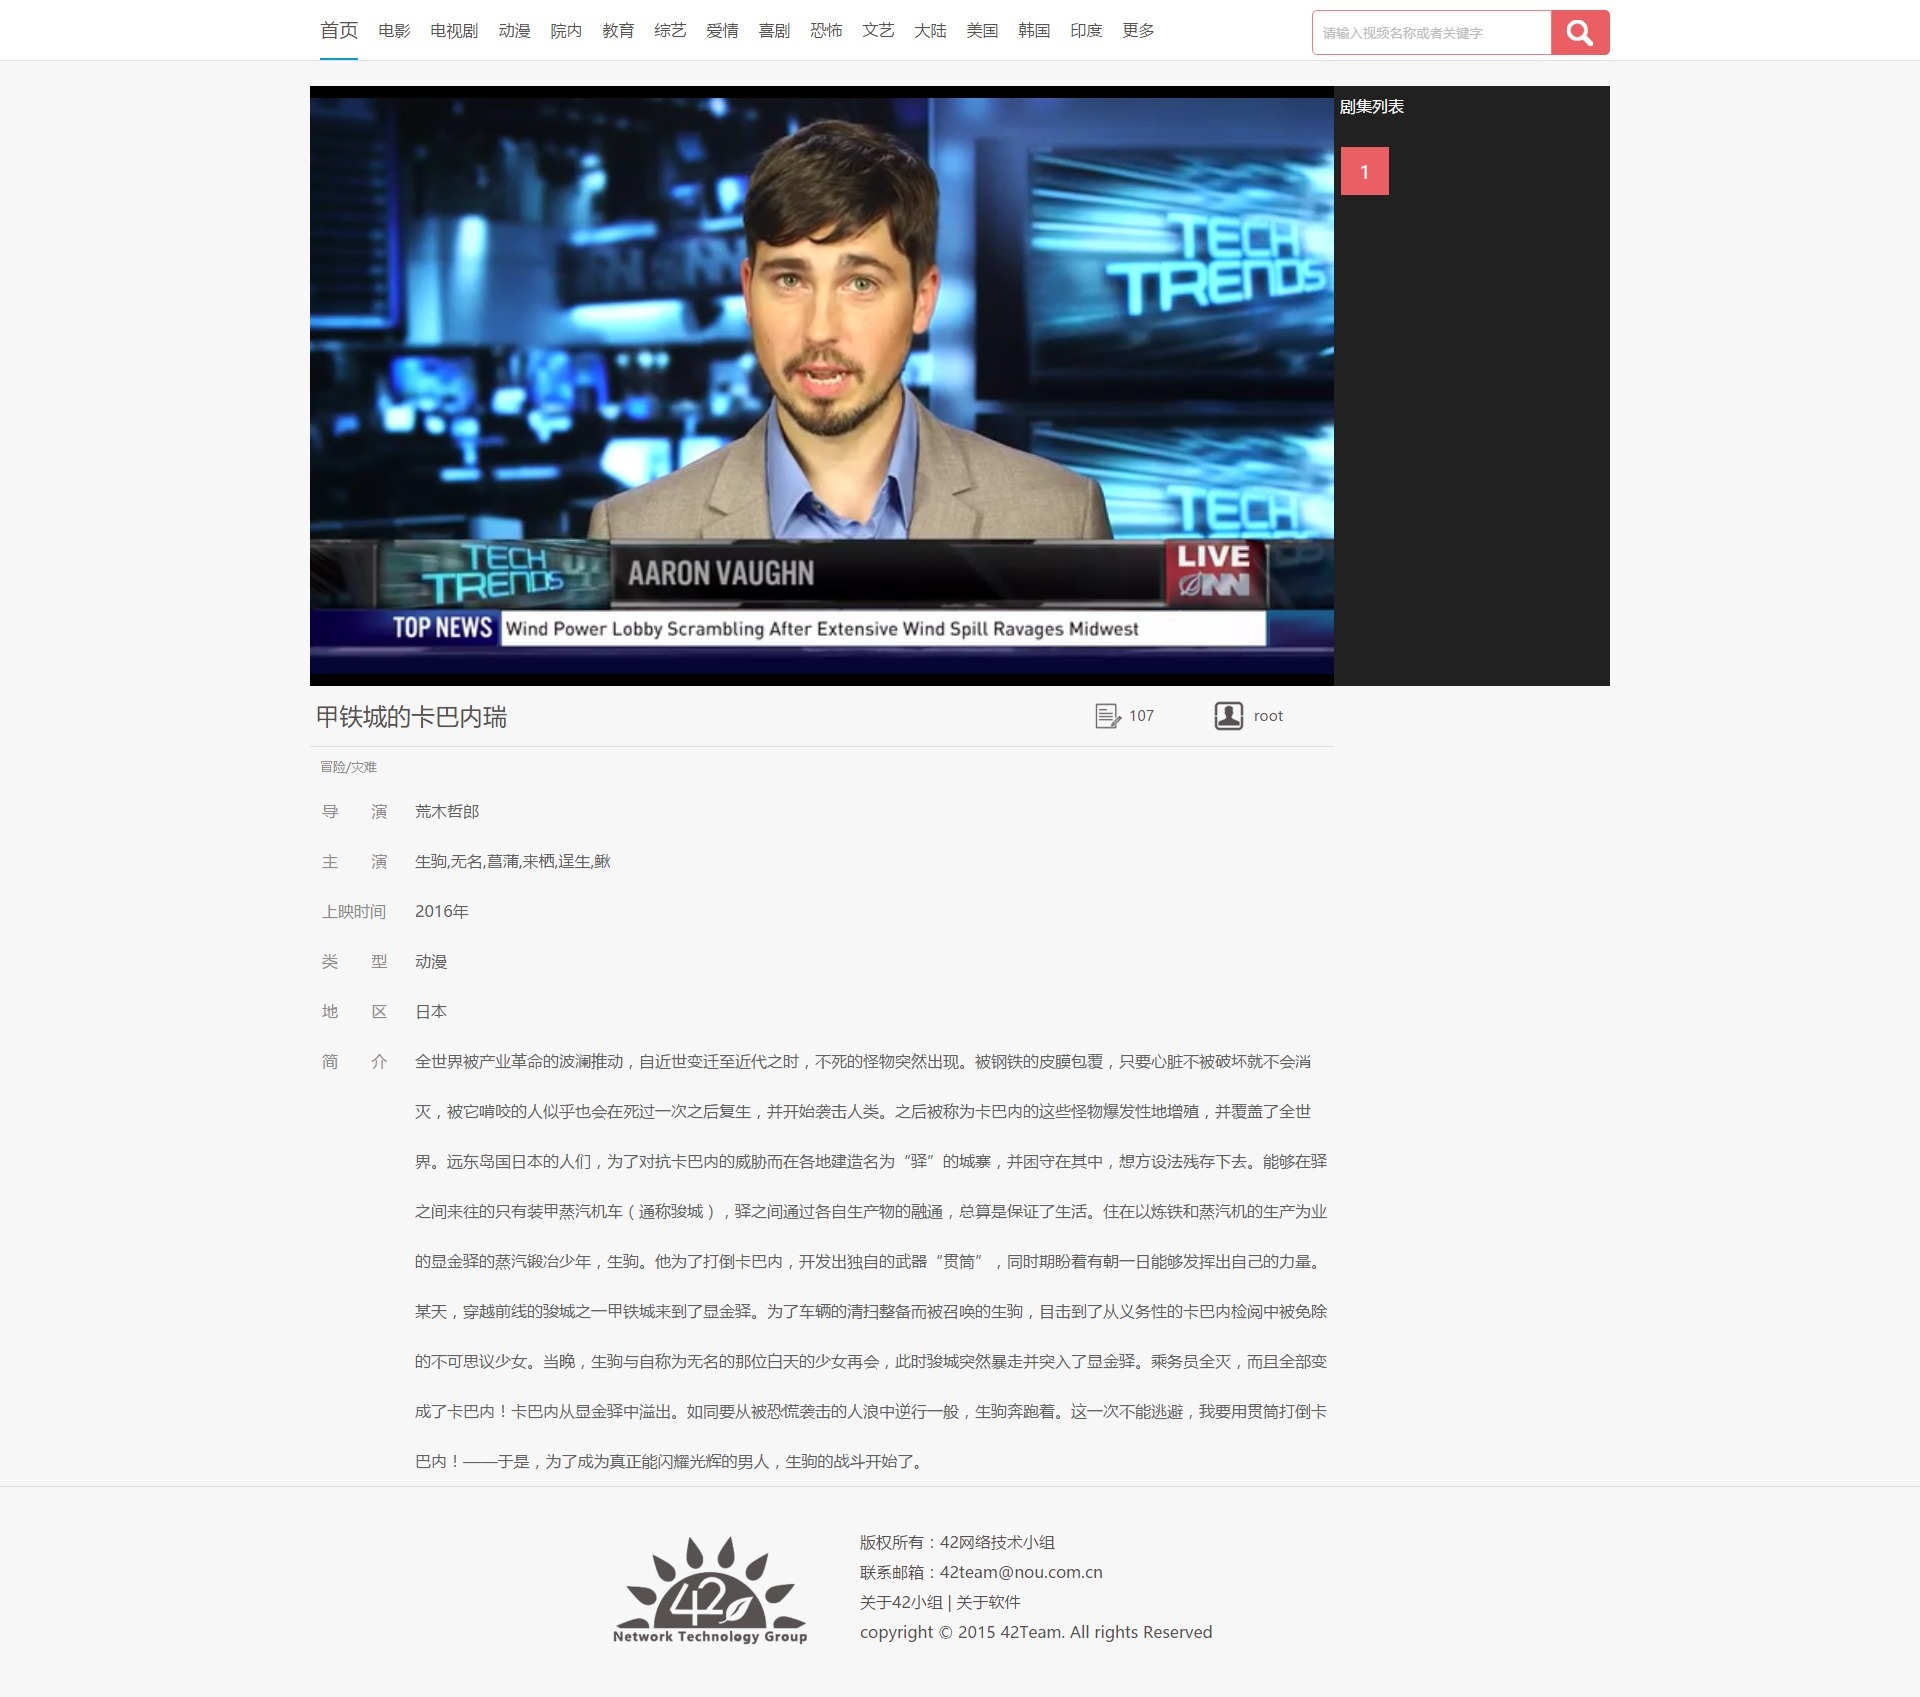 首页 电影 电视剧 动漫 院内 教育 综艺 爱情 喜剧 恐怖 文艺 大陆 美国 韩国 印度 更多
请输入视频名称或者关键字
剧集列表
1
TECH
TRENDS
TECH
TECH
TRENDS
AARON VAUGHN
LIVE
ONN
TOP NEWS
Wind Power Lobby Scrambling After Extensive Wind Spill Ravages Midwest
甲铁城的卡巴内瑞
107
root
冒险/灾难
导 演 荒木哲郎
主 演 生驹,无名,菖蒲,来栖,逞生,鳅
上映时间 2016年
类 型 动漫
地 区 日本
简 介 全世界被产业革命的波澜推动，自近世变迁至近代之时，不死的怪物突然出现。被钢铁的皮膜包覆，只要心脏不被破坏就不会消
灭，被它啃咬的人似乎也会在死过一次之后复生，并开始袭击人类。之后被称为卡巴内的这些怪物爆发性地增殖，并覆盖了全世
界。远东岛国日本的人们，为了对抗卡巴内的威胁而在各地建造名为“驿”的城寨，并困守在其中，想方设法残存下去。能够在驿
之间来往的只有装甲蒸汽机车（通称骏城），驿之间通过各自生产物的融通，总算是保证了生活。住在以炼铁和蒸汽机的生产为业
的显金驿的蒸汽锻冶少年，生驹。他为了打倒卡巴内，开发出独自的武器“贯筒”，同时期盼着有朝一日能够发挥出自己的力量。
某天，穿越前线的骏城之一甲铁城来到了显金驿。为了车辆的清扫整备而被召唤的生驹，目击到了从义务性的卡巴内检阅中被免除
的不可思议少女。当晚，生驹与自称为无名的那位白天的少女再会，此时骏城突然暴走并突入了显金驿。乘务员全灭，而且全部变
成了卡巴内！卡巴内从显金驿中溢出。如同要从被恐慌袭击的人浪中逆行一般，生驹奔跑着。这一次不能逃避，我要用贯筒打倒卡
巴内！——于是，为了成为真正能闪耀光辉的男人，生驹的战斗开始了。
42
Network Technology Group
版权所有：42网络技术小组
联系邮箱：42team@nou.com.cn
关于42小组 | 关于软件
copyright © 2015 42Team. All rights Reserved